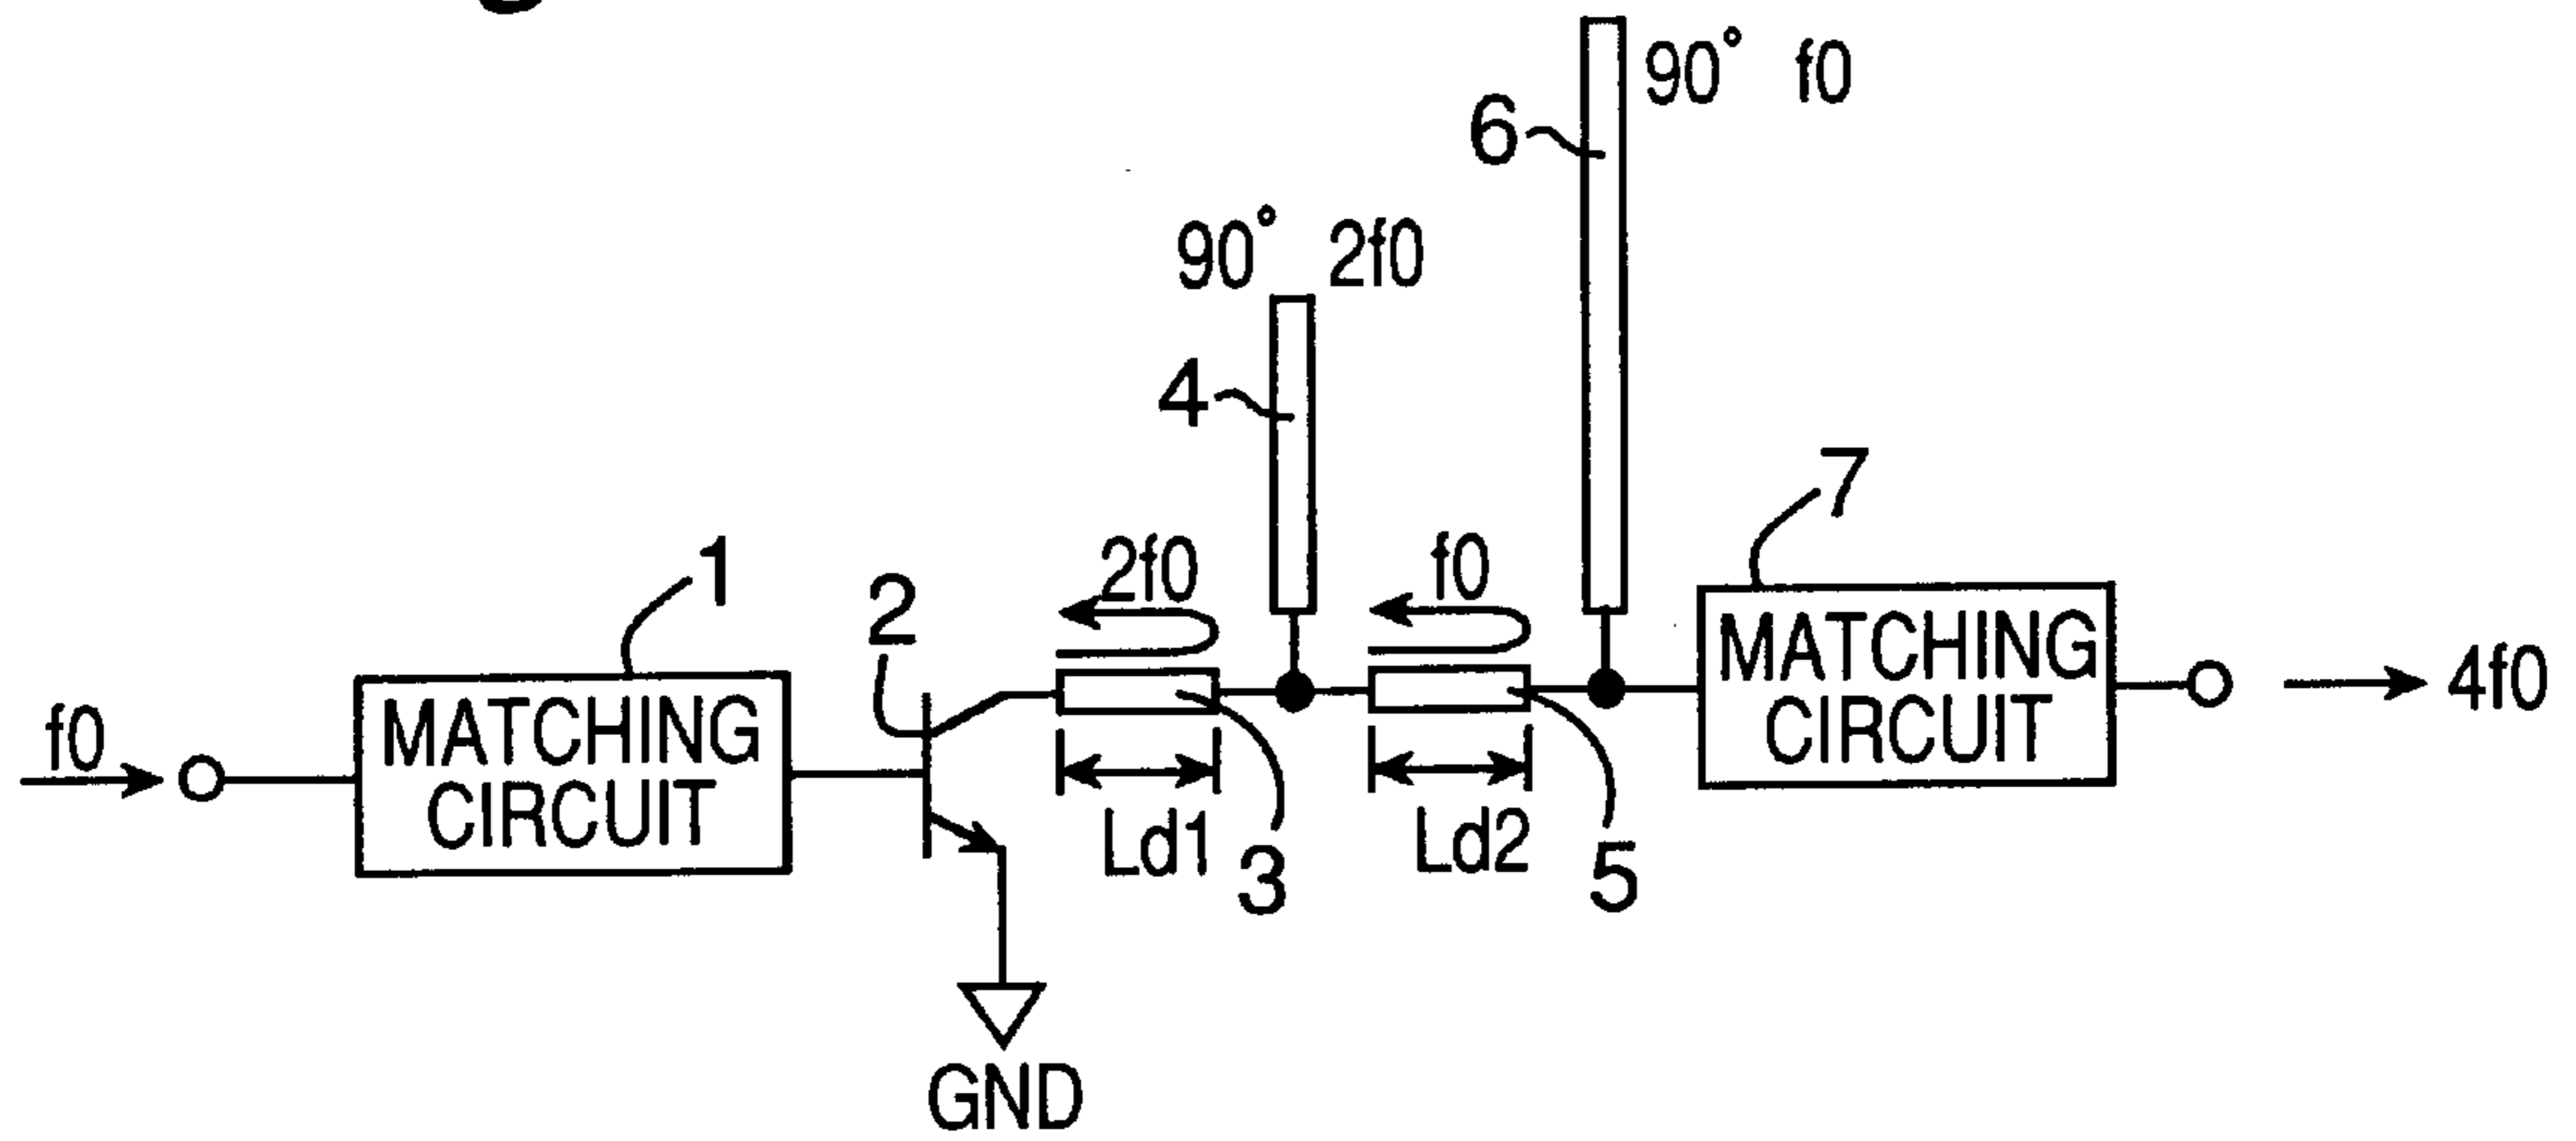 90° f0
6
90° 2f0
4
7
1
2f0
f0
2
MATCHING
CIRCUIT
4f0
f0
MATCHING
CIRCUIT
Ld1
3
Ld2
5
GND